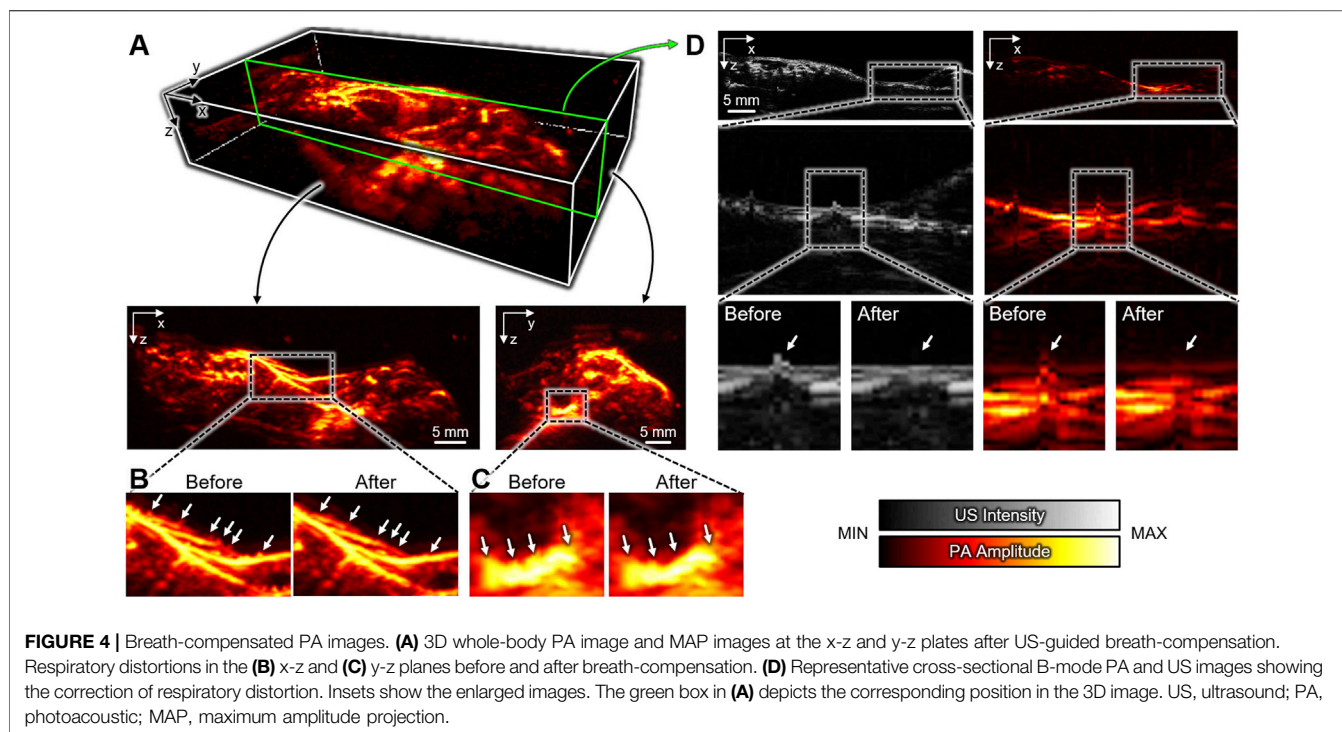 A
y
x
z
D
x
z
5 mm
x
z
Before
After
Before
After
x
z
5 mm
y
z
5 mm
B
Before
After
C
Before
After
US Intensity
MIN
MAX
PA Amplitude
FIGURE 4 | Breath-compensated PA images. (A) 3D whole-body PA image and MAP images at the x-z and y-z plates after US-guided breath-compensation.
Respiratory distortions in the (B) x-z and (C) y-z planes before and after breath-compensation. (D) Representative cross-sectional B-mode PA and US images showing
the correction of respiratory distortion. Insets show the enlarged images. The green box in (A) depicts the corresponding position in the 3D image. US, ultrasound; PA,
photoacoustic; MAP, maximum amplitude projection.